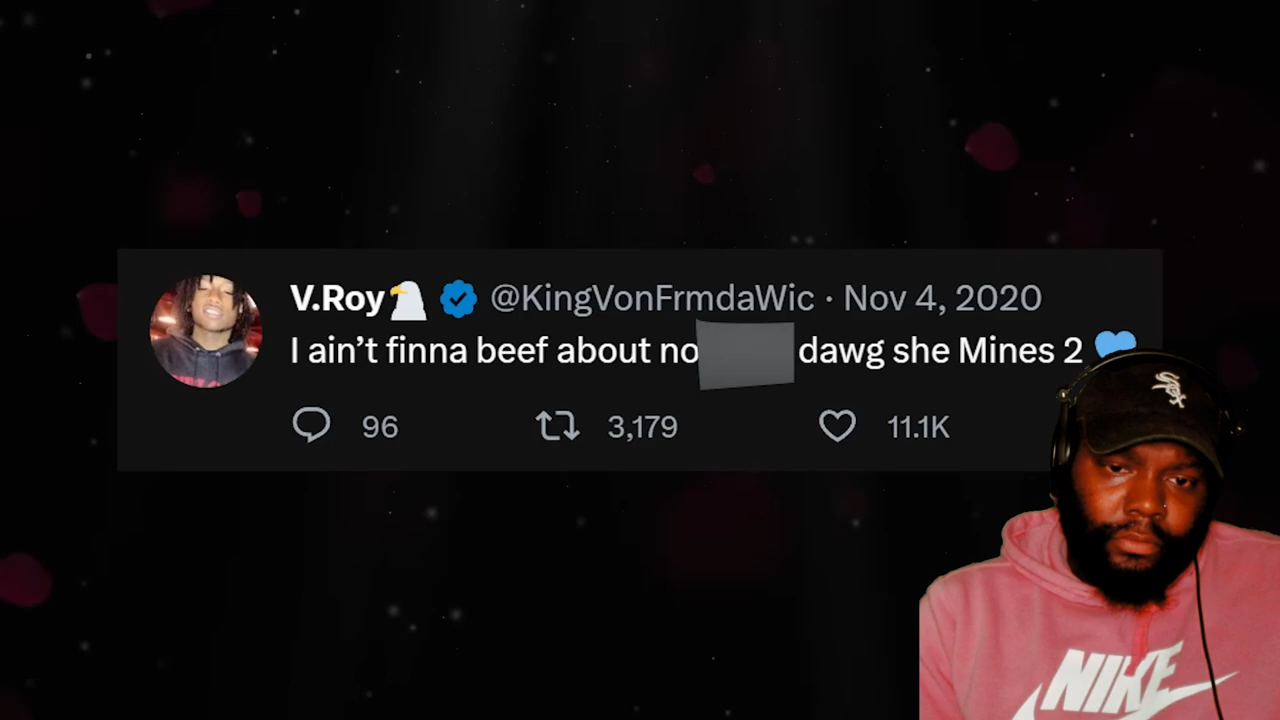 V.Roy @KingVonFrmdaWic · Nov 4, 2020
I ain't finna beef about no dawg she Mines 2 🩵
96 3,179 11.1K
Sox
NIKE